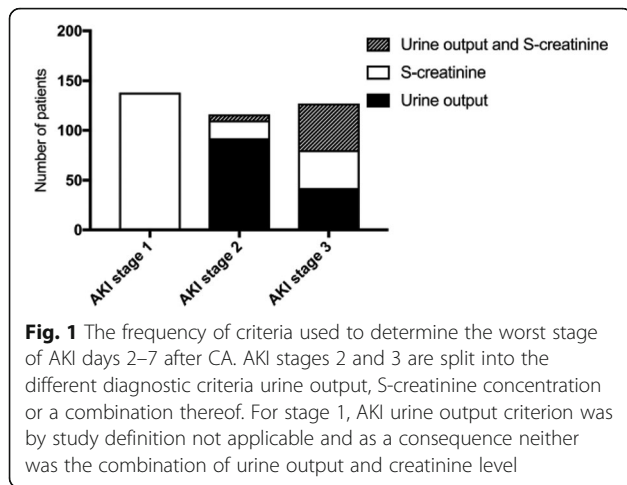 200
150
100
50
0
Number of patients
AKI stage 1
AKI stage 2
AKI stage 3
Urine output and S-creatinine
S-creatinine
Urine output
Fig. 1 The frequency of criteria used to determine the worst stage
of AKI days 2–7 after CA. AKI stages 2 and 3 are split into the
different diagnostic criteria urine output, S-creatinine concentration
or a combination thereof. For stage 1, AKI urine output criterion was
by study definition not applicable and as a consequence neither
was the combination of urine output and creatinine level